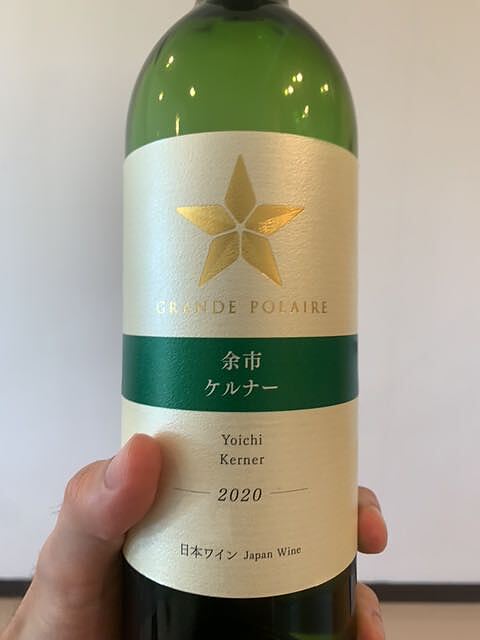 GRANDE POLAIRE
余市
ケルナー
Yoichi
Kerner
2020
日本ワイン Japan Wine